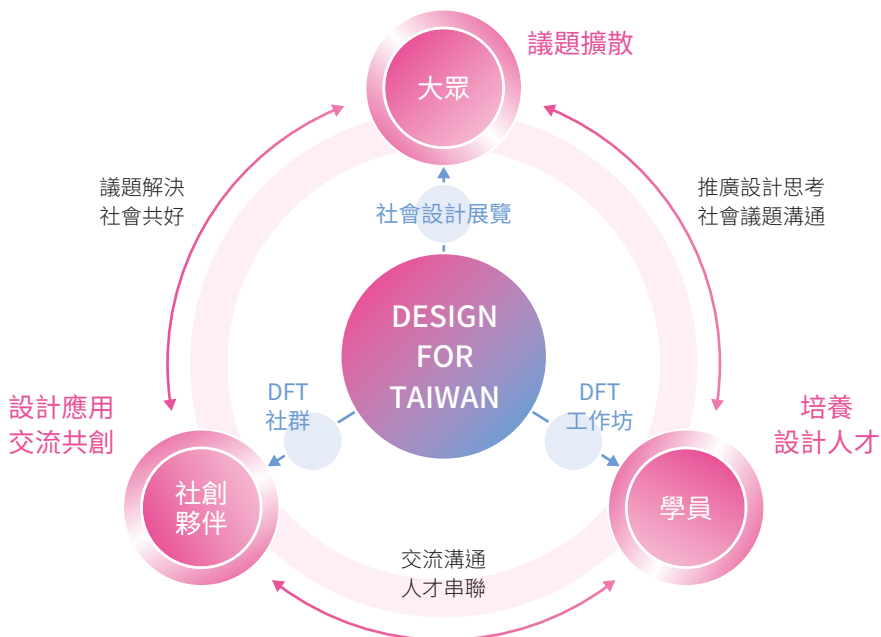 議題擴散
大眾
議題解決
社會共好
推廣設計思考
社會議題溝通
社會設計展覽
DESIGN
FOR
TAIWAN
DFT
社群
DFT
工作坊
設計應用
交流共創
培養
設計人才
社創
夥伴
學員
交流溝通
人才串聯